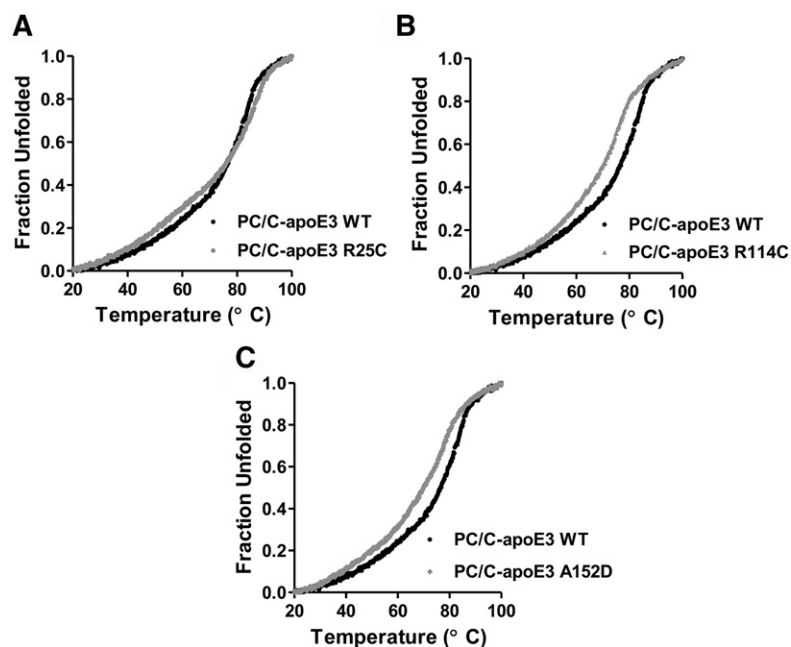 A
1.0
0.8
0.6
0.4
0.2
0.0
Fraction Unfolded
PC/C-apoE3 WT
PC/C-apoE3 R25C
20 40 60 80 100
Temperature (° C)
B
1.0
0.8
0.6
0.4
0.2
0.0
Fraction Unfolded
PC/C-apoE3 WT
PC/C-apoE3 R114C
20 40 60 80 100
Temperature (° C)
C
1.0
0.8
0.6
0.4
0.2
0.0
Fraction Unfolded
PC/C-apoE3 WT
PC/C-apoE3 A152D
20 40 60 80 100
Temperature (° C)